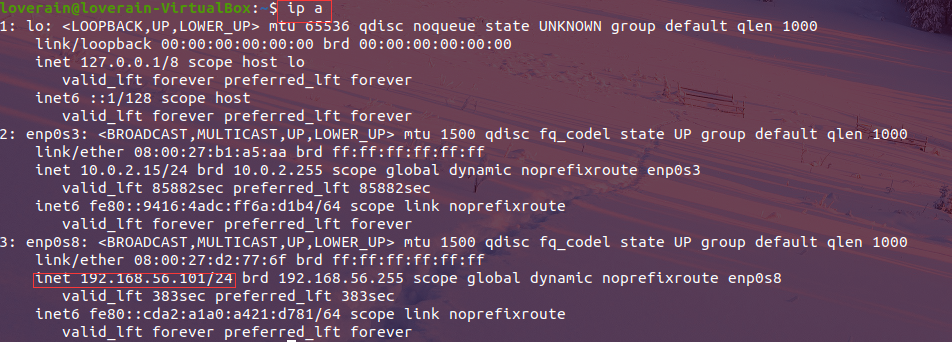 loverain@loverain-VirtualBox:~$ ip a
1: lo: <LOOPBACK,UP,LOWER_UP> mtu 65536 qdisc noqueue state UNKNOWN group default qlen 1000
link/loopback 00:00:00:00:00:00 brd 00:00:00:00:00:00
inet 127.0.0.1/8 scope host lo
valid_lft forever preferred_lft forever
inet6 ::1/128 scope host
valid_lft forever preferred_lft forever
2: enp0s3: <BROADCAST,MULTICAST,UP,LOWER_UP> mtu 1500 qdisc fq_codel state UP group default qlen 1000
link/ether 08:00:27:b1:a5:aa brd ff:ff:ff:ff:ff:ff
inet 10.0.2.15/24 brd 10.0.2.255 scope global dynamic noprefixroute enp0s3
valid_lft 85882sec preferred_lft 85882sec
inet6 fe80::9416:4adc:ff6a:d1b4/64 scope link noprefixroute
valid_lft forever preferred_lft forever
3: enp0s8: <BROADCAST,MULTICAST,UP,LOWER_UP> mtu 1500 qdisc fq_codel state UP group default qlen 1000
link/ether 08:00:27:d2:77:6f brd ff:ff:ff:ff:ff:ff
inet 192.168.56.101/24 brd 192.168.56.255 scope global dynamic noprefixroute enp0s8
valid_lft 383sec preferred_lft 383sec
inet6 fe80::cda2:a1a0:a421:d781/64 scope link noprefixroute
valid_lft forever preferred_lft forever